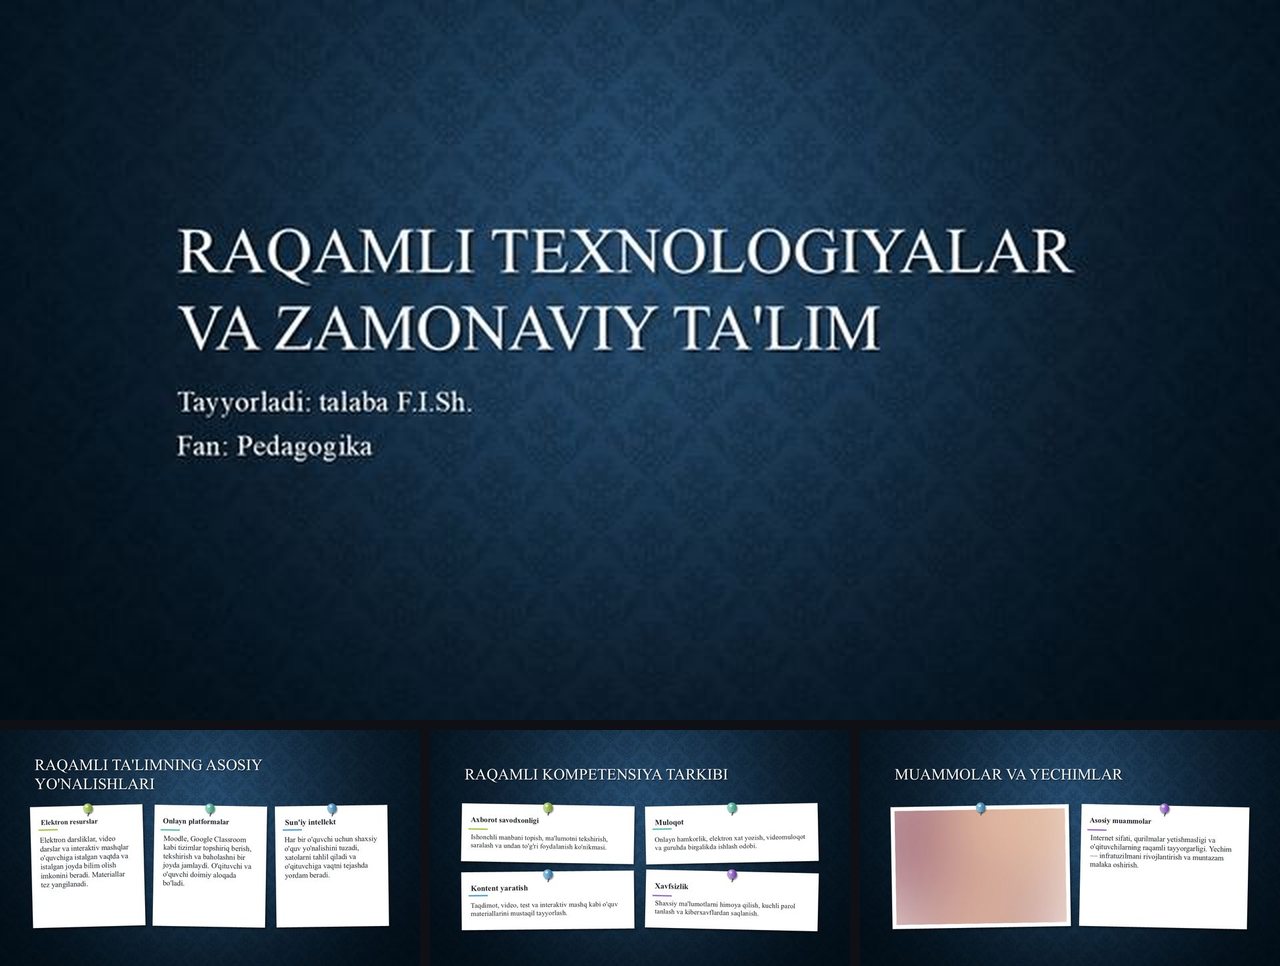 RAQAMLI TEXNOLOGIYALAR
VA ZAMONAVIY TA'LIM
Tayyorladi: talaba F.I.Sh.
Fan: Pedagogika
RAQAMLI TA'LIMNING ASOSIY
YO'NALISHLARI
Elektron resurslar
Elektron darsliklar, video
darslar va interaktiv mashqlar
o'quvchiga istalgan vaqtda va
istalgan joyda bilim olish
imkonini beradi. Materiallar
tez yangilanadi.
Onlayn platformalar
Moodle, Google Classroom
kabi tizimlar topshiriq berish,
tekshirish va baholashni bir
joyda jamlaydi. O'qituvchi va
o'quvchi doimiy aloqada
bo'ladi.
Sun'iy intellekt
Har bir o'quvchi uchun shaxsiy
o'quv yo'nalishini tuzadi,
xatolarni tahlil qiladi va
o'qituvchiga vaqtni tejashda
yordam beradi.
RAQAMLI KOMPETENSIYA TARKIBI
Axborot savodxonligi
Ishonchli manbani topish, ma'lumotni tekshirish,
saralash va undan to'g'ri foydalanish ko'nikmasi.
Muloqot
Onlayn hamkorlik, elektron xat yozish, videomuloqot
va guruhda birgalikda ishlash odobi.
Kontent yaratish
Taqdimot, video, test va interaktiv mashq kabi o'quv
materiallarini mustaqil tayyorlash.
Xavfsizlik
Shaxsiy ma'lumotlarni himoya qilish, kuchli parol
tanlash va kiberxavflardan saqlanish.
MUAMMOLAR VA YECHIMLAR
Asosiy muammolar
Internet sifati, qurilmalar yetishmasligi va
o'qituvchilarning raqamli tayyorgarligi. Yechim
— infratuzilmani rivojlantirish va muntazam
malaka oshirish.